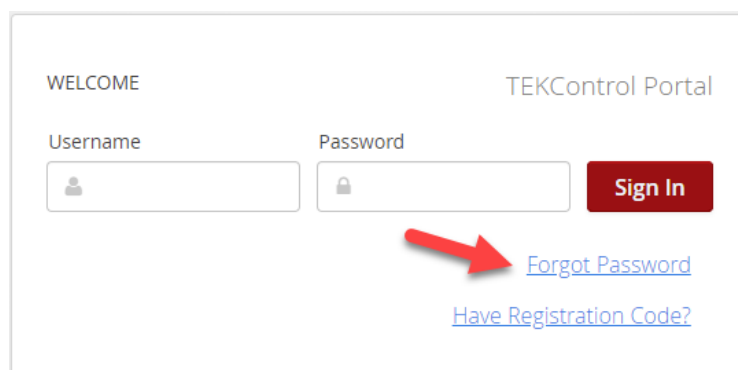 WELCOME
TEKControl Portal
Username
Password
Sign In
Forgot Password
Have Registration Code?